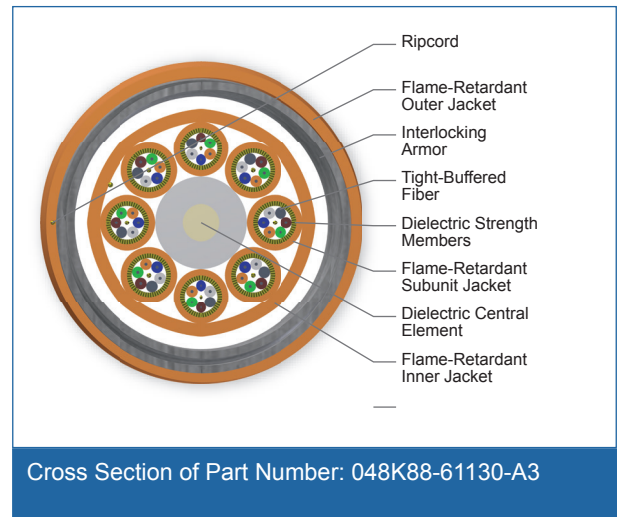 Ripcord
Flame-Retardant
Outer Jacket
Interlocking
Armor
Tight-Buffered
Fiber
Dielectric Strength
Members
Flame-Retardant
Subunit Jacket
Dielectric Central
Element
Flame-Retardant
Inner Jacket
Cross Section of Part Number: 048K88-61130-A3